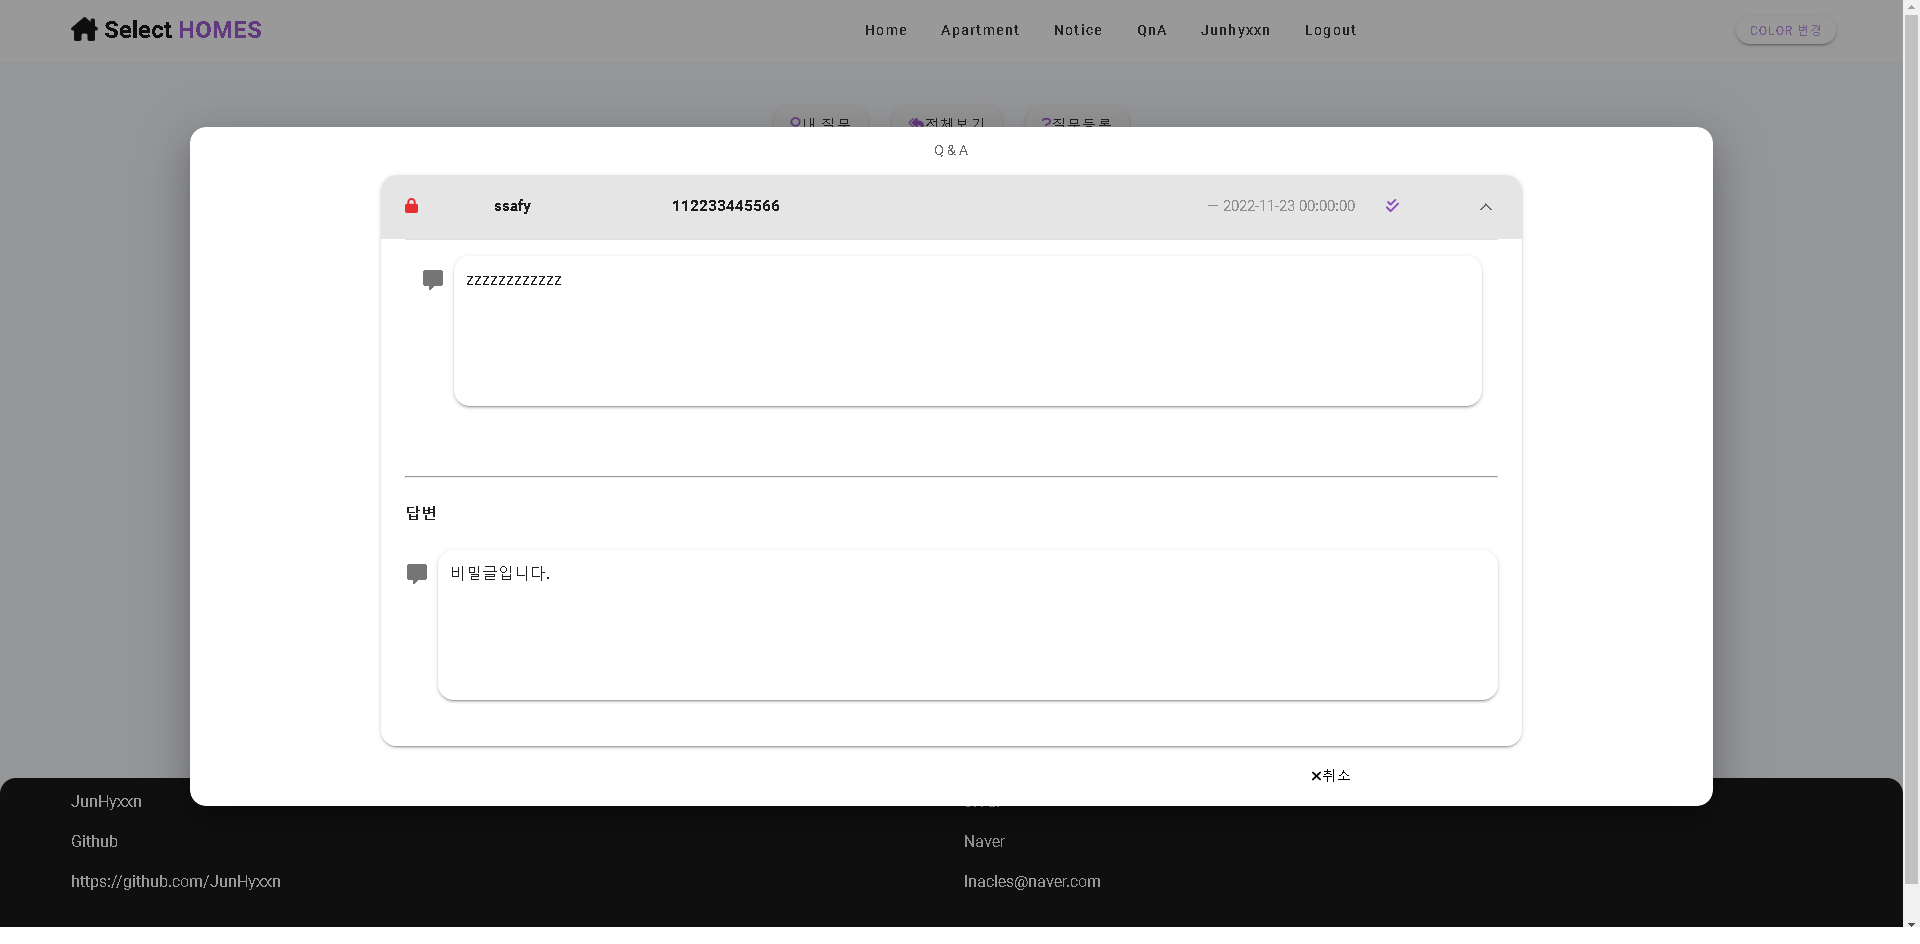 Select HOMES
Home Apartment Notice QnA Junhyxxn Logout
COLOR 변경
내 질문 전체보기 질문등록
Q & A
ssafy 112233445566 — 2022-11-23 00:00:00
zzzzzzzzzzzz
답변
비밀글입니다.
취소
JunHyxxn
Github Naver
https://github.com/JunHyxxn lnacles@naver.com